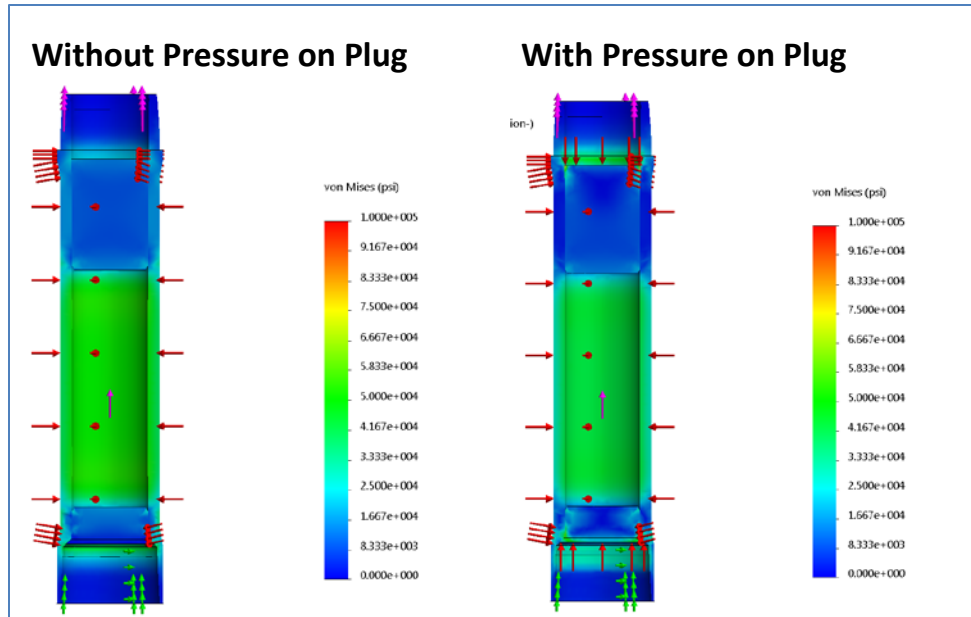 Without Pressure on Plug
With Pressure on Plug
ion-)
von Mises (psi)
1.000e+005
9.167e+004
8.333e+004
7.500e+004
6.667e+004
5.833e+004
5.000e+004
4.167e+004
3.333e+004
2.500e+004
1.667e+004
8.333e+003
0.000e+000
von Mises (psi)
1.000e+005
9.167e+004
8.333e+004
7.500e+004
6.667e+004
5.833e+004
5.000e+004
4.167e+004
3.333e+004
2.500e+004
1.667e+004
8.333e+003
0.000e+000